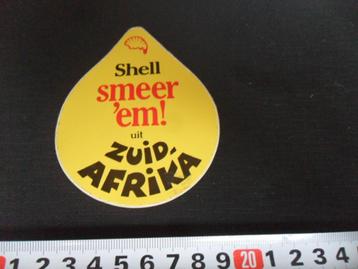 Shell
smeer
'em!
uit
ZUID-
AFRiKA
1 2 3 4 5 6 7 8 9 20 1 2 3 4